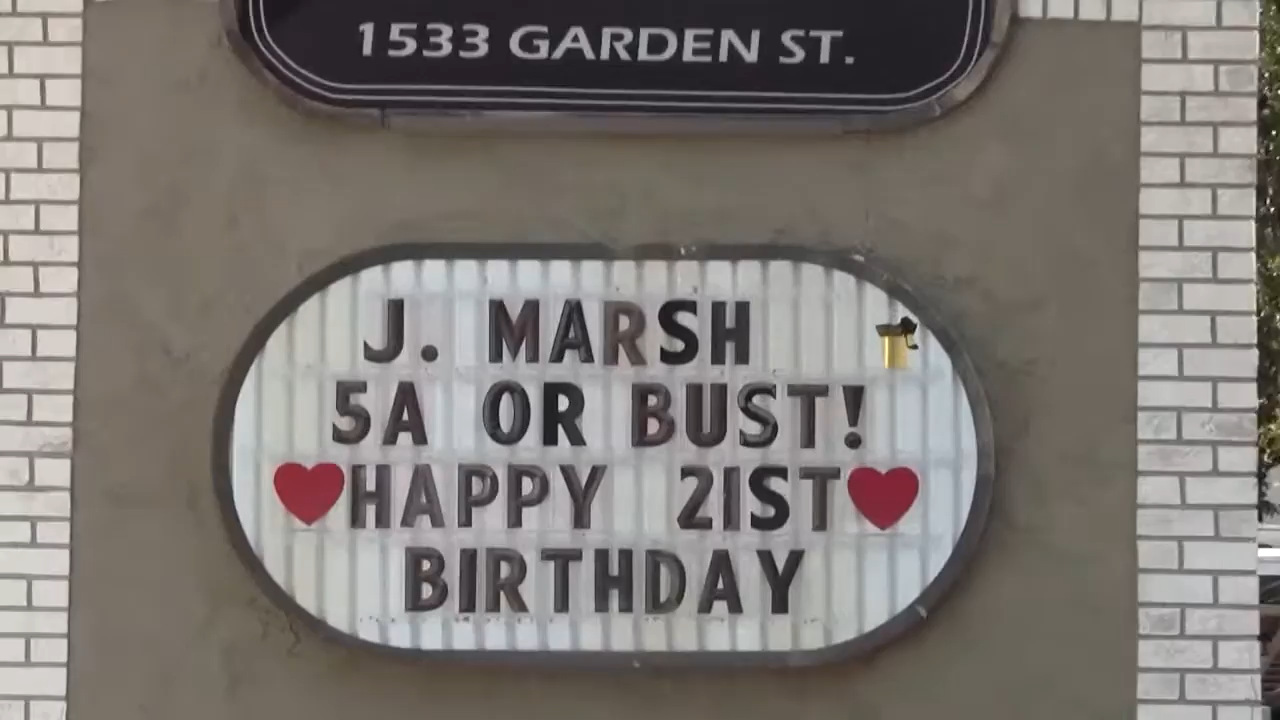 1533 GARDEN ST.
J. MARSH
5A OR BUST!
HAPPY 21ST
BIRTHDAY